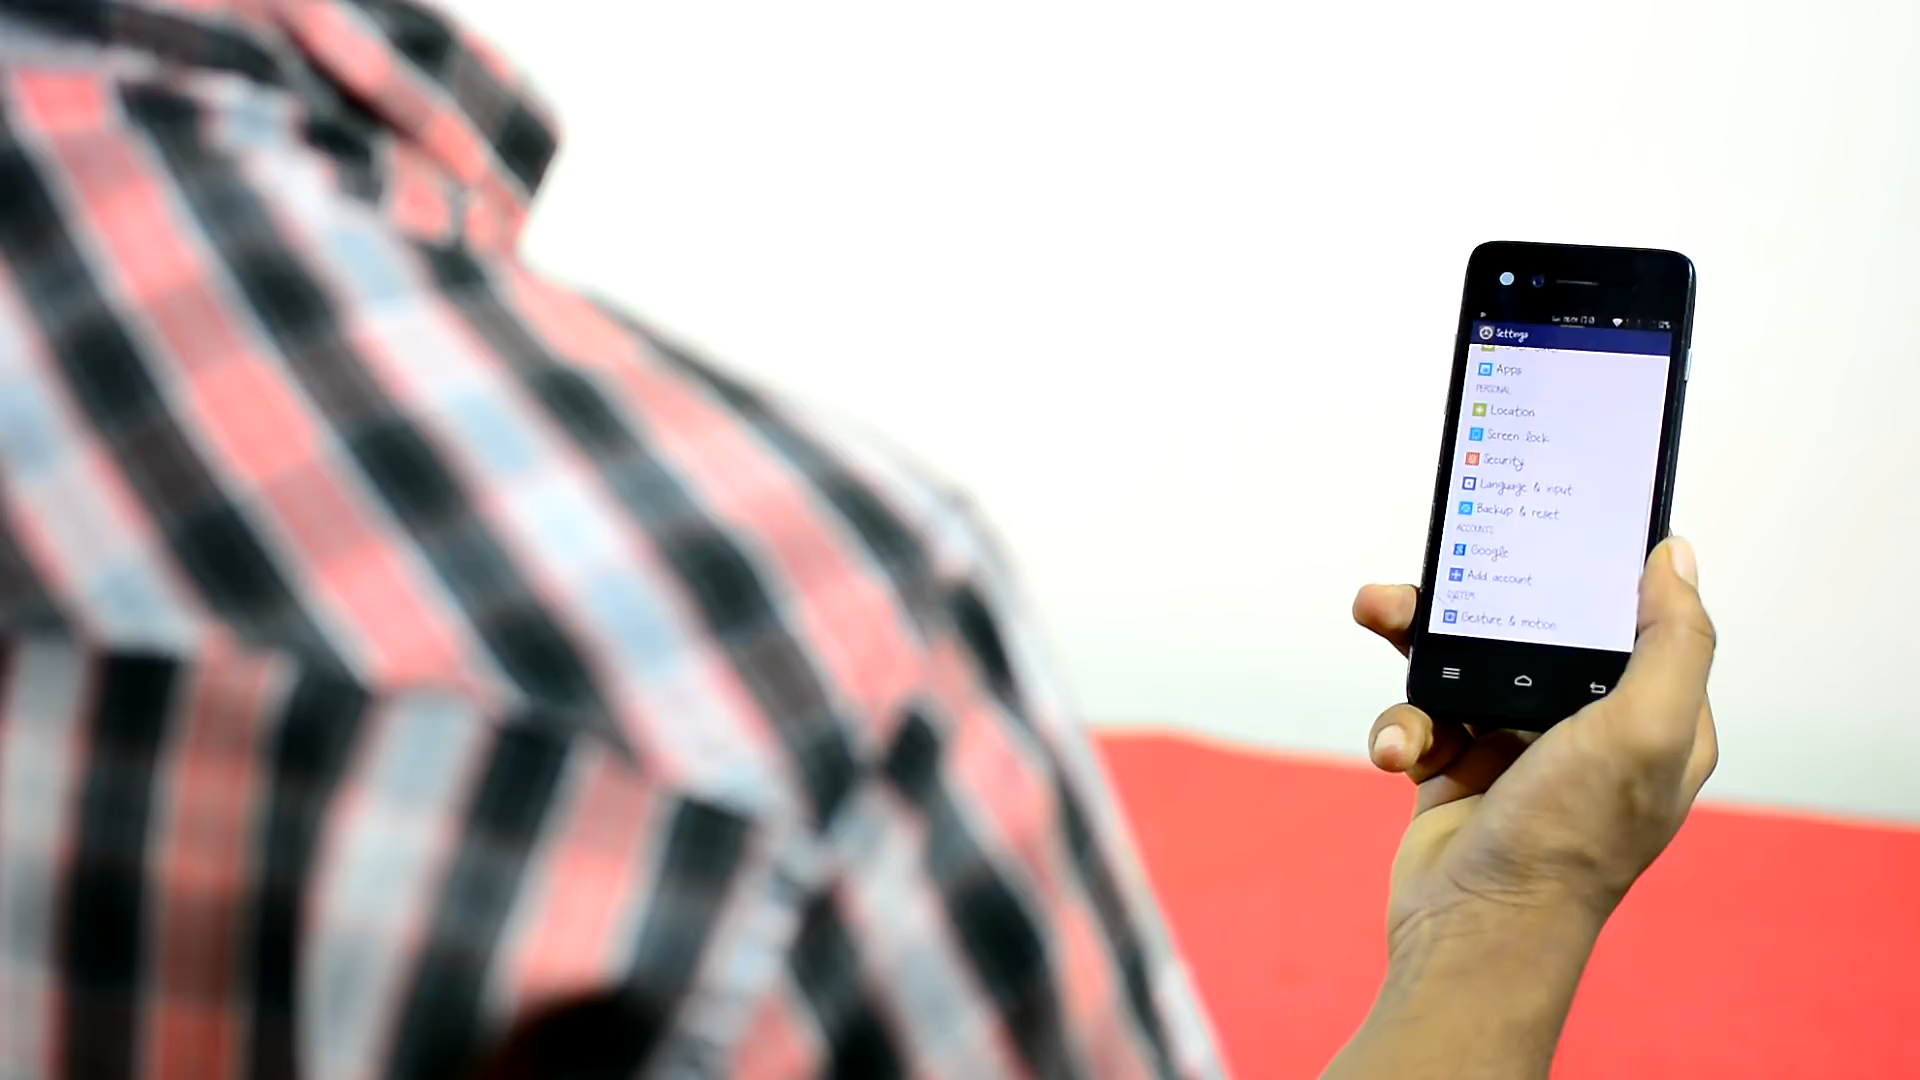 Settings
Apps
PERSONAL
Location
Screen lock
Security
Language & input
Backup & reset
ACCOUNTS
Google
Add account
SYSTEM
Gesture & motion